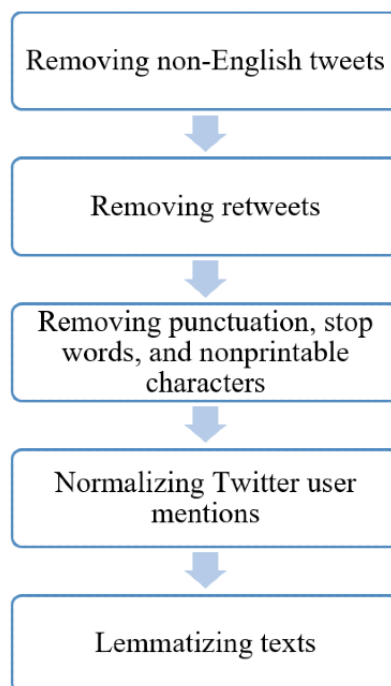 Removing non-English tweets
Removing retweets
Removing punctuation, stop
words, and nonprintable
characters
Normalizing Twitter user
mentions
Lemmatizing texts